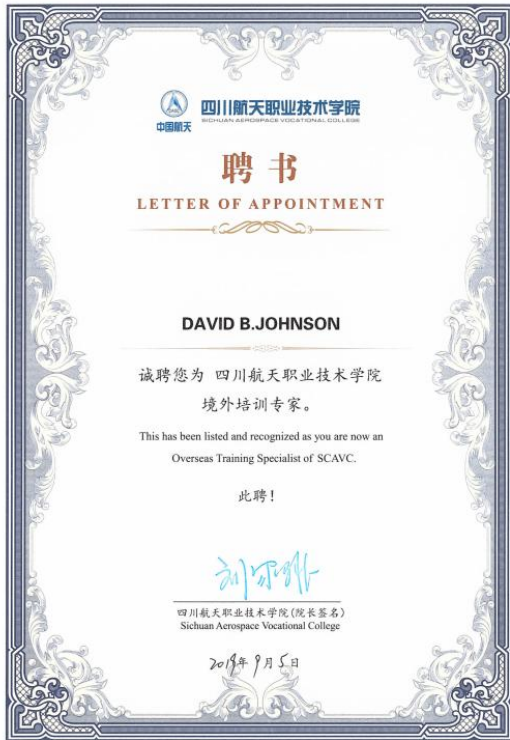 四川航天职业技术学院
SICHUAN AEROSPACE VOCATIONAL COLLEGE
中国航天
聘书
LETTER OF APPOINTMENT
DAVID B.JOHNSON
诚聘您为 四川航天职业技术学院
境外培训专家。
This has been listed and recognized as you are now an
Overseas Training Specialist of SCAVC.
此聘!
四川航天职业技术学院(院长签名)
Sichuan Aerospace Vocational College
2019年9月5日